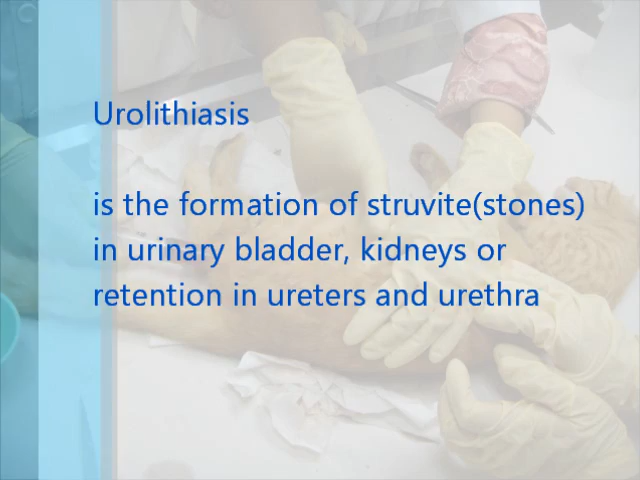 Urolithiasis
is the formation of struvite(stones)
in urinary bladder, kidneys or
retention in ureters and urethra